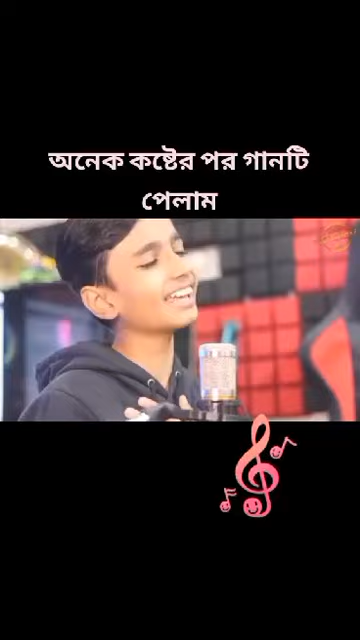 অনেক কষ্টের পর গানটি
পেলাম